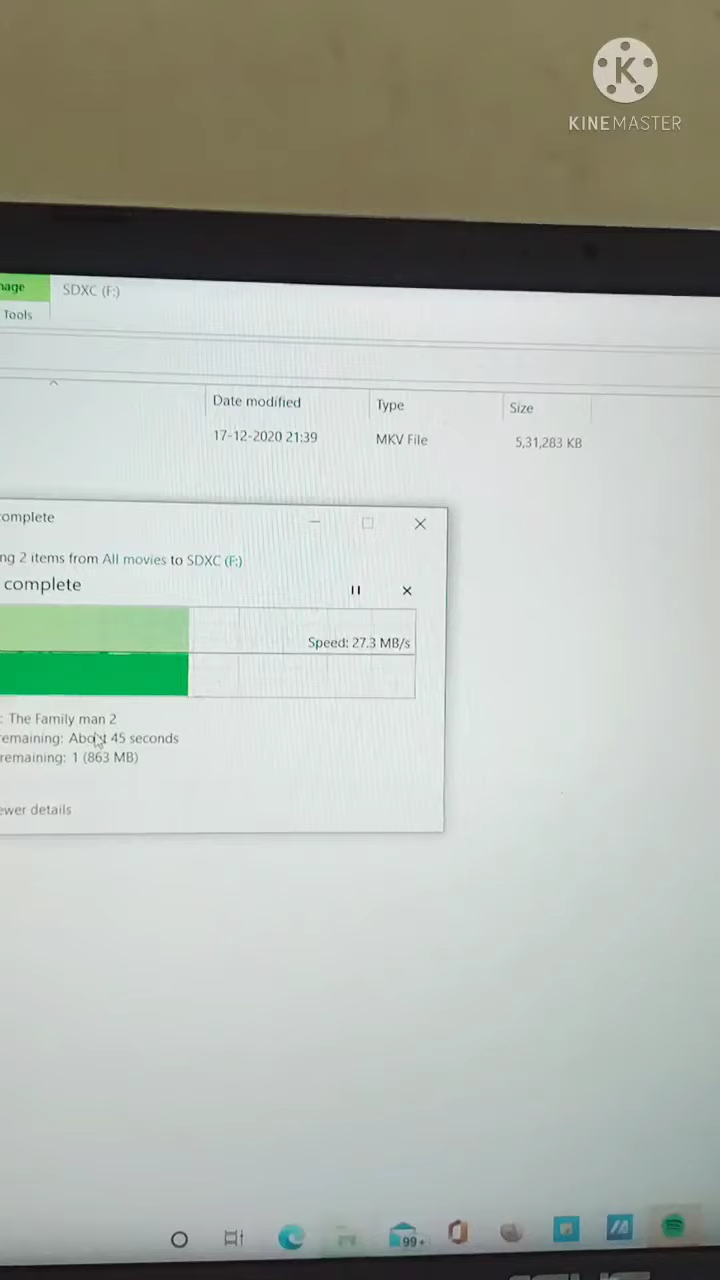 KINEMASTER
nage
SDXC (F:)
Tools
Date modified
Type
Size
17-12-2020 21:39
MKV File
5,31,283 KB
omplete
ng 2 items from All movies to SDXC (F:)
complete
Speed: 27.3 MB/s
: The Family man 2
emaining: About 45 seconds
remaining: 1 (863 MB)
ewer details
99+